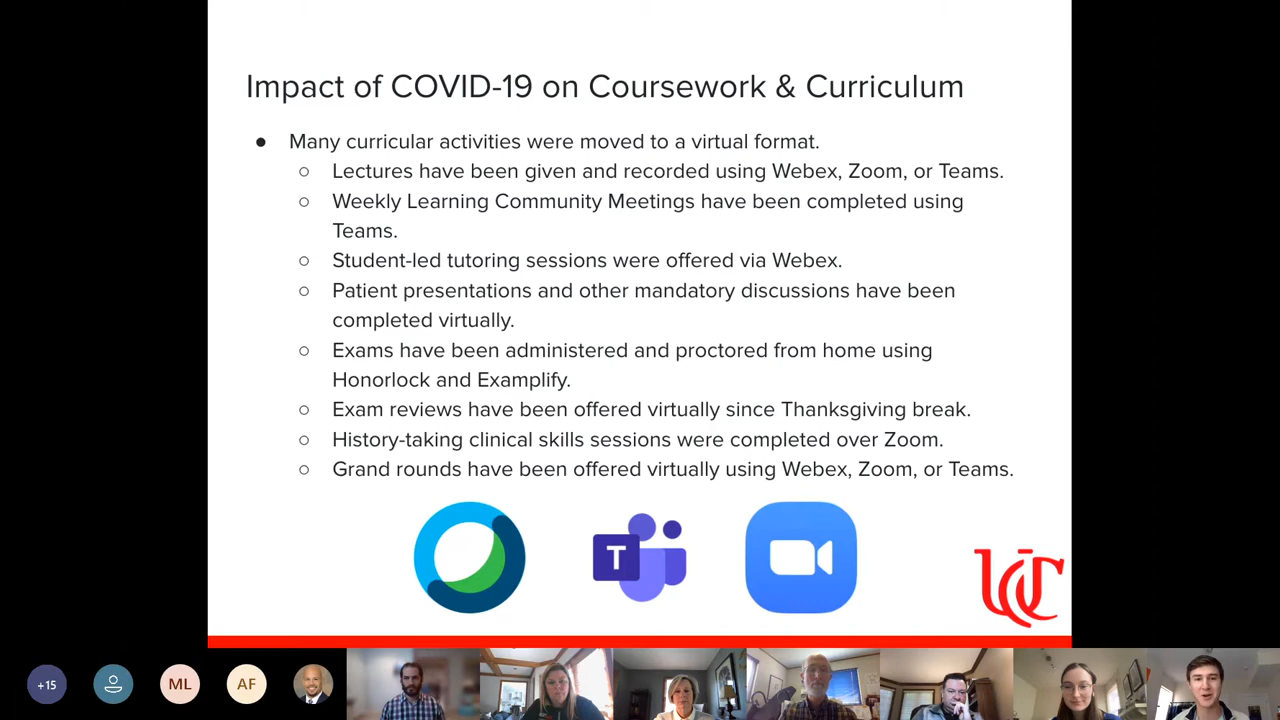 Impact of COVID-19 on Coursework & Curriculum
● Many curricular activities were moved to a virtual format.
○ Lectures have been given and recorded using Webex, Zoom, or Teams.
○ Weekly Learning Community Meetings have been completed using
Teams.
○ Student-led tutoring sessions were offered via Webex.
○ Patient presentations and other mandatory discussions have been
completed virtually.
○ Exams have been administered and proctored from home using
Honorlock and Examplify.
○ Exam reviews have been offered virtually since Thanksgiving break.
○ History-taking clinical skills sessions were completed over Zoom.
○ Grand rounds have been offered virtually using Webex, Zoom, or Teams.
T
UC
+15
ML
AF